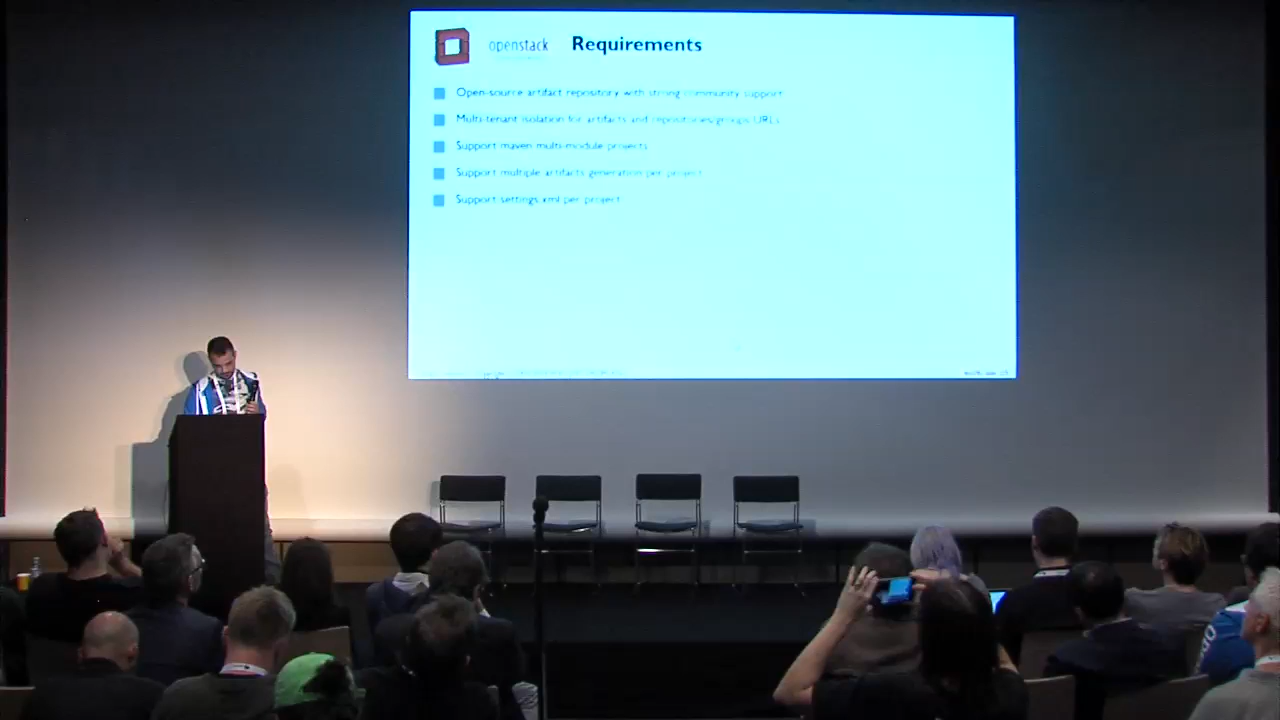 openstack
Requirements
Open-source artifact repository with strong community support
Multi-tenant isolation for artifacts and repositories/groups URLs
Support maven multi-module projects
Support multiple artifacts generation per project
Support settings.xml per project